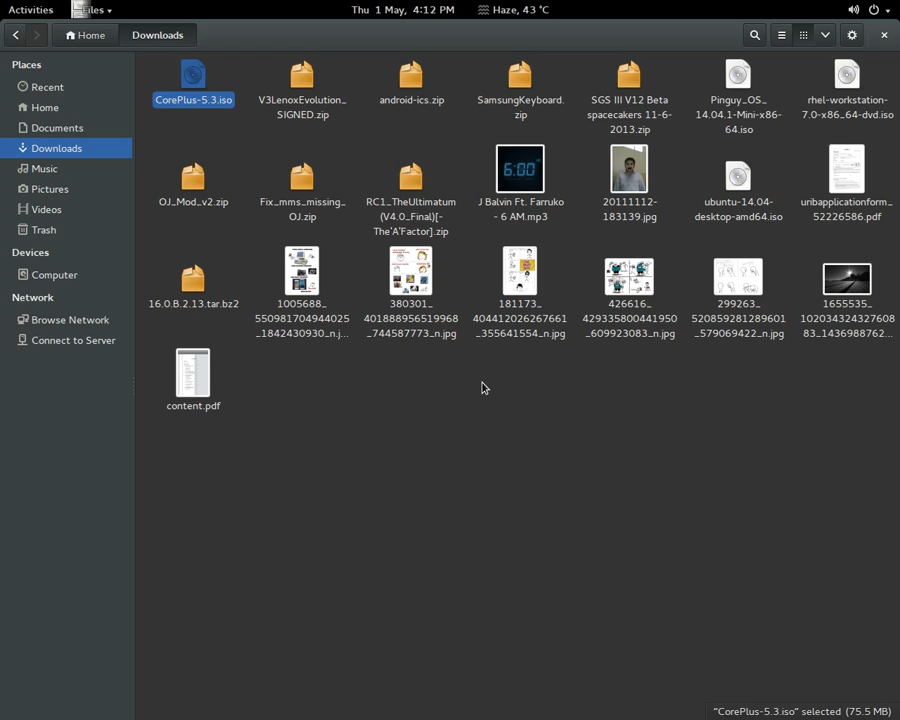 Activities
Files
Thu 1 May, 4:12 PM
Haze, 43 °C
Home
Downloads
Places
Recent
Home
Documents
Downloads
Music
Pictures
Videos
Trash
Devices
Computer
Network
Browse Network
Connect to Server
CorePlus-5.3.iso
V3LenoxEvolution_
SIGNED.zip
android-ics.zip
SamsungKeyboard.
zip
SGS III V12 Beta
spacecakers 11-6-
2013.zip
Pinguy_OS_
14.04.1-Mini-x86-
64.iso
rhel-workstation-
7.0-x86_64-dvd.iso
OJ_Mod_v2.zip
Fix_mms_missing_
OJ.zip
RC1_TheUltimatum
(V4.0_Final)[-
The'A'Factor].zip
6:00
J Balvin Ft. Farruko
- 6 AM.mp3
20111112-
183139.jpg
ubuntu-14.04-
desktop-amd64.iso
uribapplicationform_
52226586.pdf
16.0.B.2.13.tar.bz2
1005688_
550981704944025
_1842430930_n.j...
380301_
401888956519968
_744587773_n.jpg
181173_
404412026267661
_355641554_n.jpg
426616_
429335800441950
_609923083_n.jpg
299263_
520859281289601
_579069422_n.jpg
1655535_
102034324327608
83_1436988762...
content.pdf
"CorePlus-5.3.iso" selected (75.5 MB)